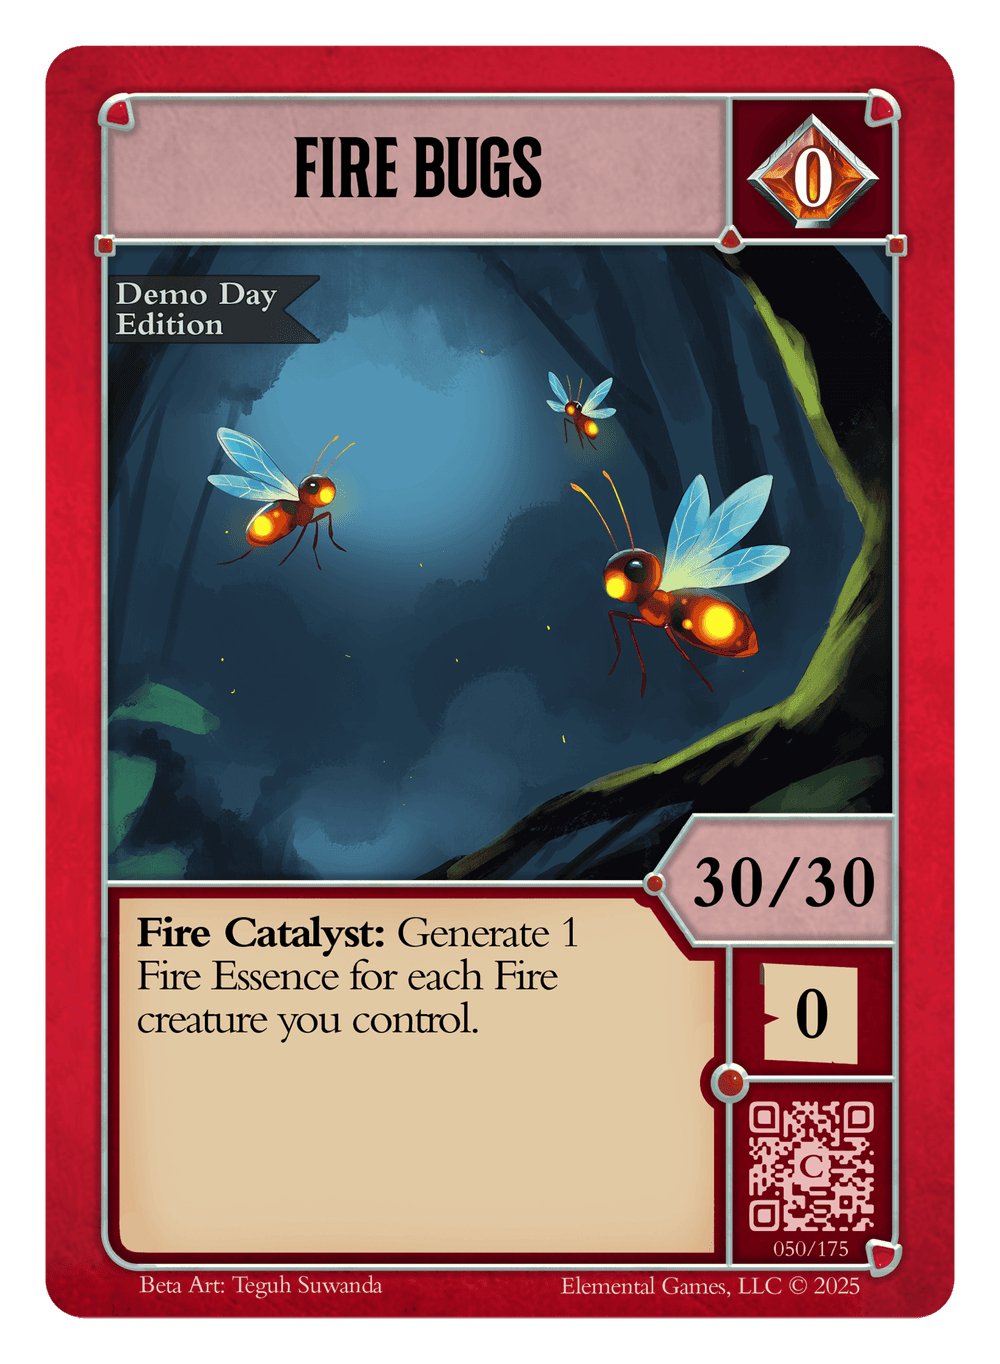 FIRE BUGS
0
Demo Day
Edition
30/30
Fire Catalyst: Generate 1
Fire Essence for each Fire
creature you control.
0
C
050/175
Beta Art: Teguh Suwanda
Elemental Games, LLC © 2025